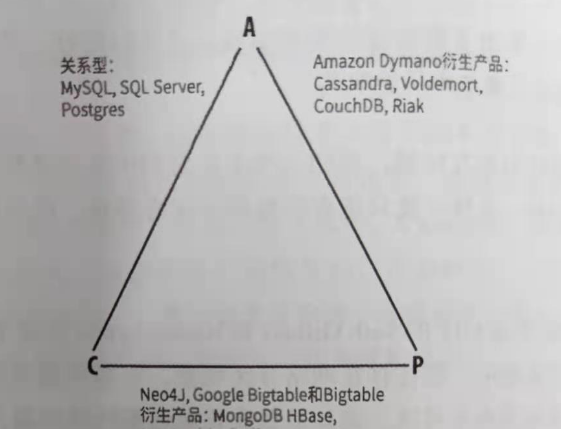 A
关系型：
MySQL, SQL Server,
Postgres
Amazon Dymano衍生产品：
Cassandra, Voldemort,
CouchDB, Riak
C
P
Neo4J, Google Bigtable和Bigtable
衍生产品：MongoDB HBase,